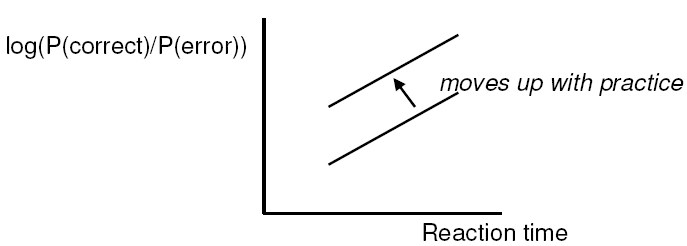 log(P(correct)/P(error))
moves up with practice
Reaction time